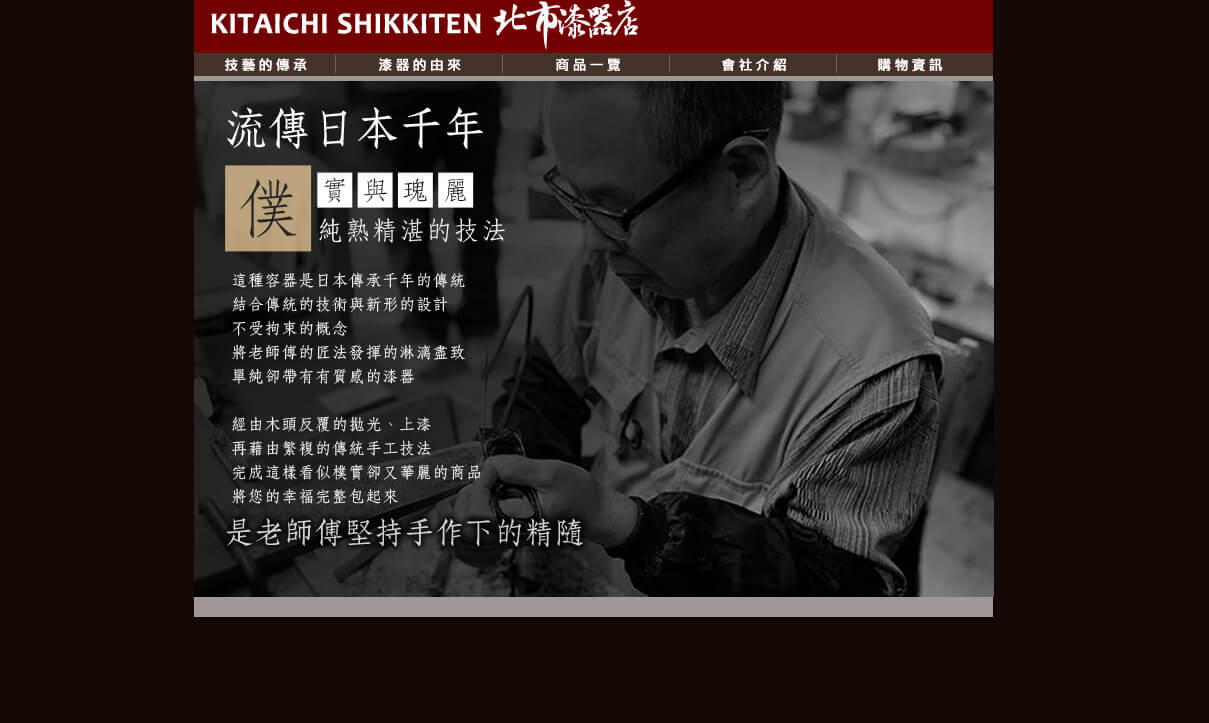 KITAICHI SHIKKITEN 北市漆器店
技藝的傳承 漆器的由來 商品一覽 會社介紹 購物資訊
流傳日本千年
僕實與瑰麗
純熟精湛的技法
這種容器是日本傳承千年的傳統
結合傳統的技術與新形的設計
不受拘束的概念
將老師傅的匠法發揮的淋漓盡致
單純卻帶有有質感的漆器
經由木頭反覆的拋光、上漆
再藉由繁複的傳統手工技法
完成這樣看似樸實卻又華麗的商品
將您的幸福完整包起來
是老師傅堅持手作下的精隨